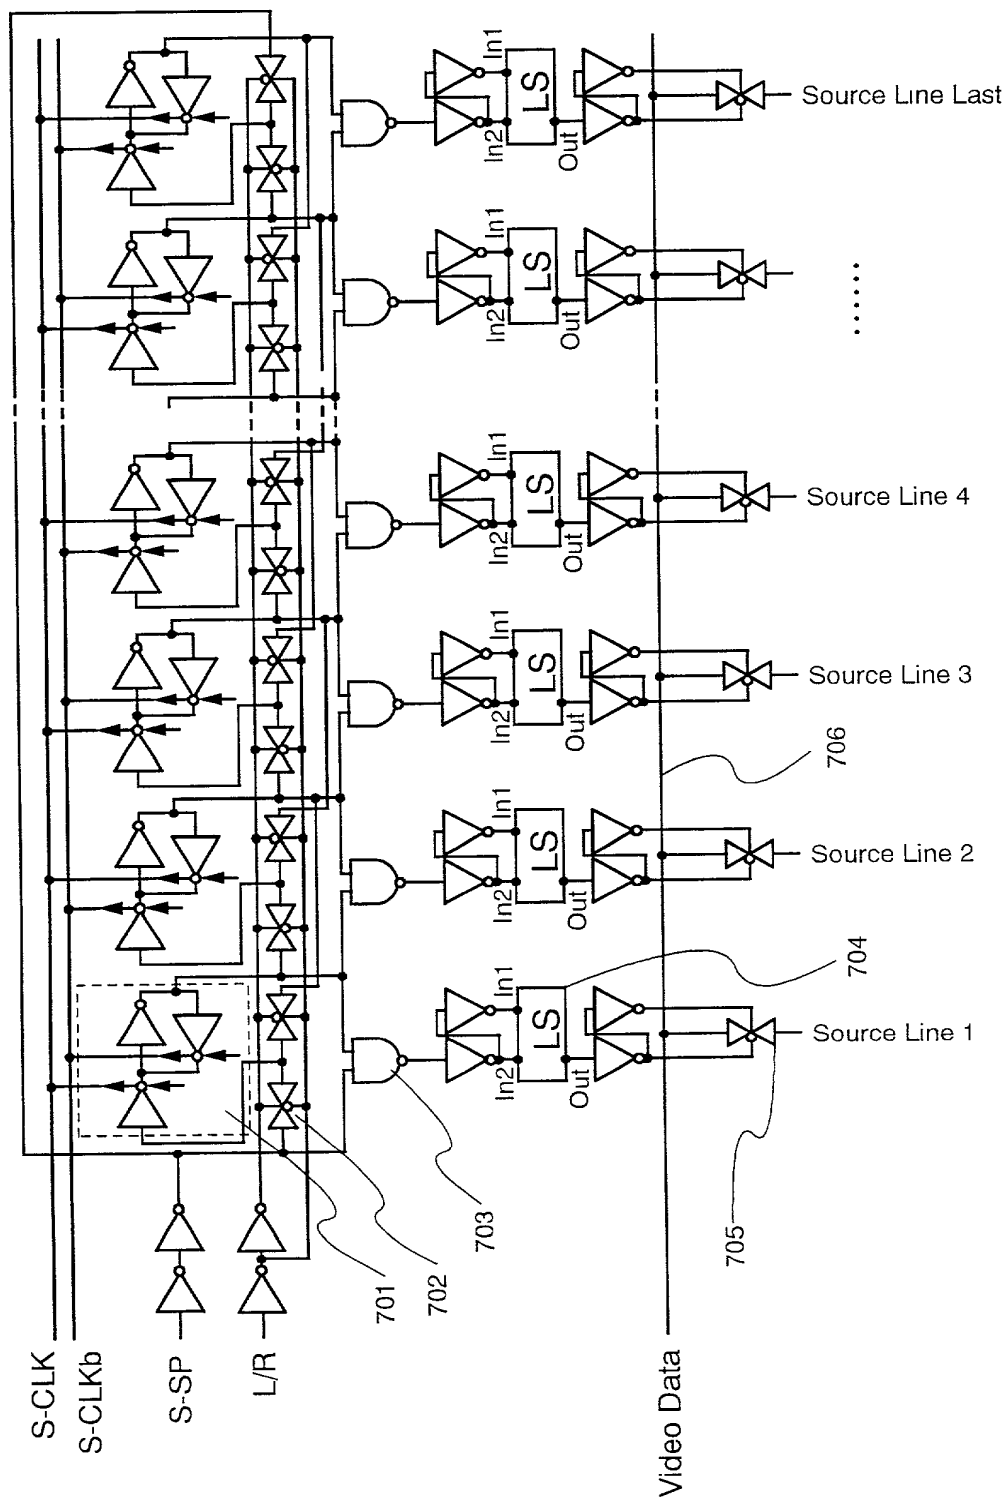 In1
LS
In2
Out
Source Line Last
In1
LS
In2
Out
......
In1
LS
In2
Out
Source Line 4
In1
LS
In2
Out
Source Line 3
706
In1
LS
In2
Out
Source Line 2
704
In1
LS
In2
Out
Source Line 1
703
705
702
701
S-CLK
S-CLKb
S-SP
L/R
Video Data